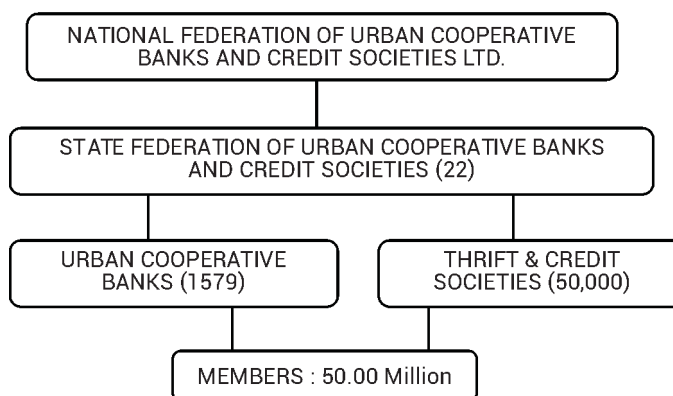 NATIONAL FEDERATION OF URBAN COOPERATIVE
BANKS AND CREDIT SOCIETIES LTD.
STATE FEDERATION OF URBAN COOPERATIVE BANKS
AND CREDIT SOCIETIES (22)
URBAN COOPERATIVE
BANKS (1579)
THRIFT & CREDIT
SOCIETIES (50,000)
MEMBERS : 50.00 Million